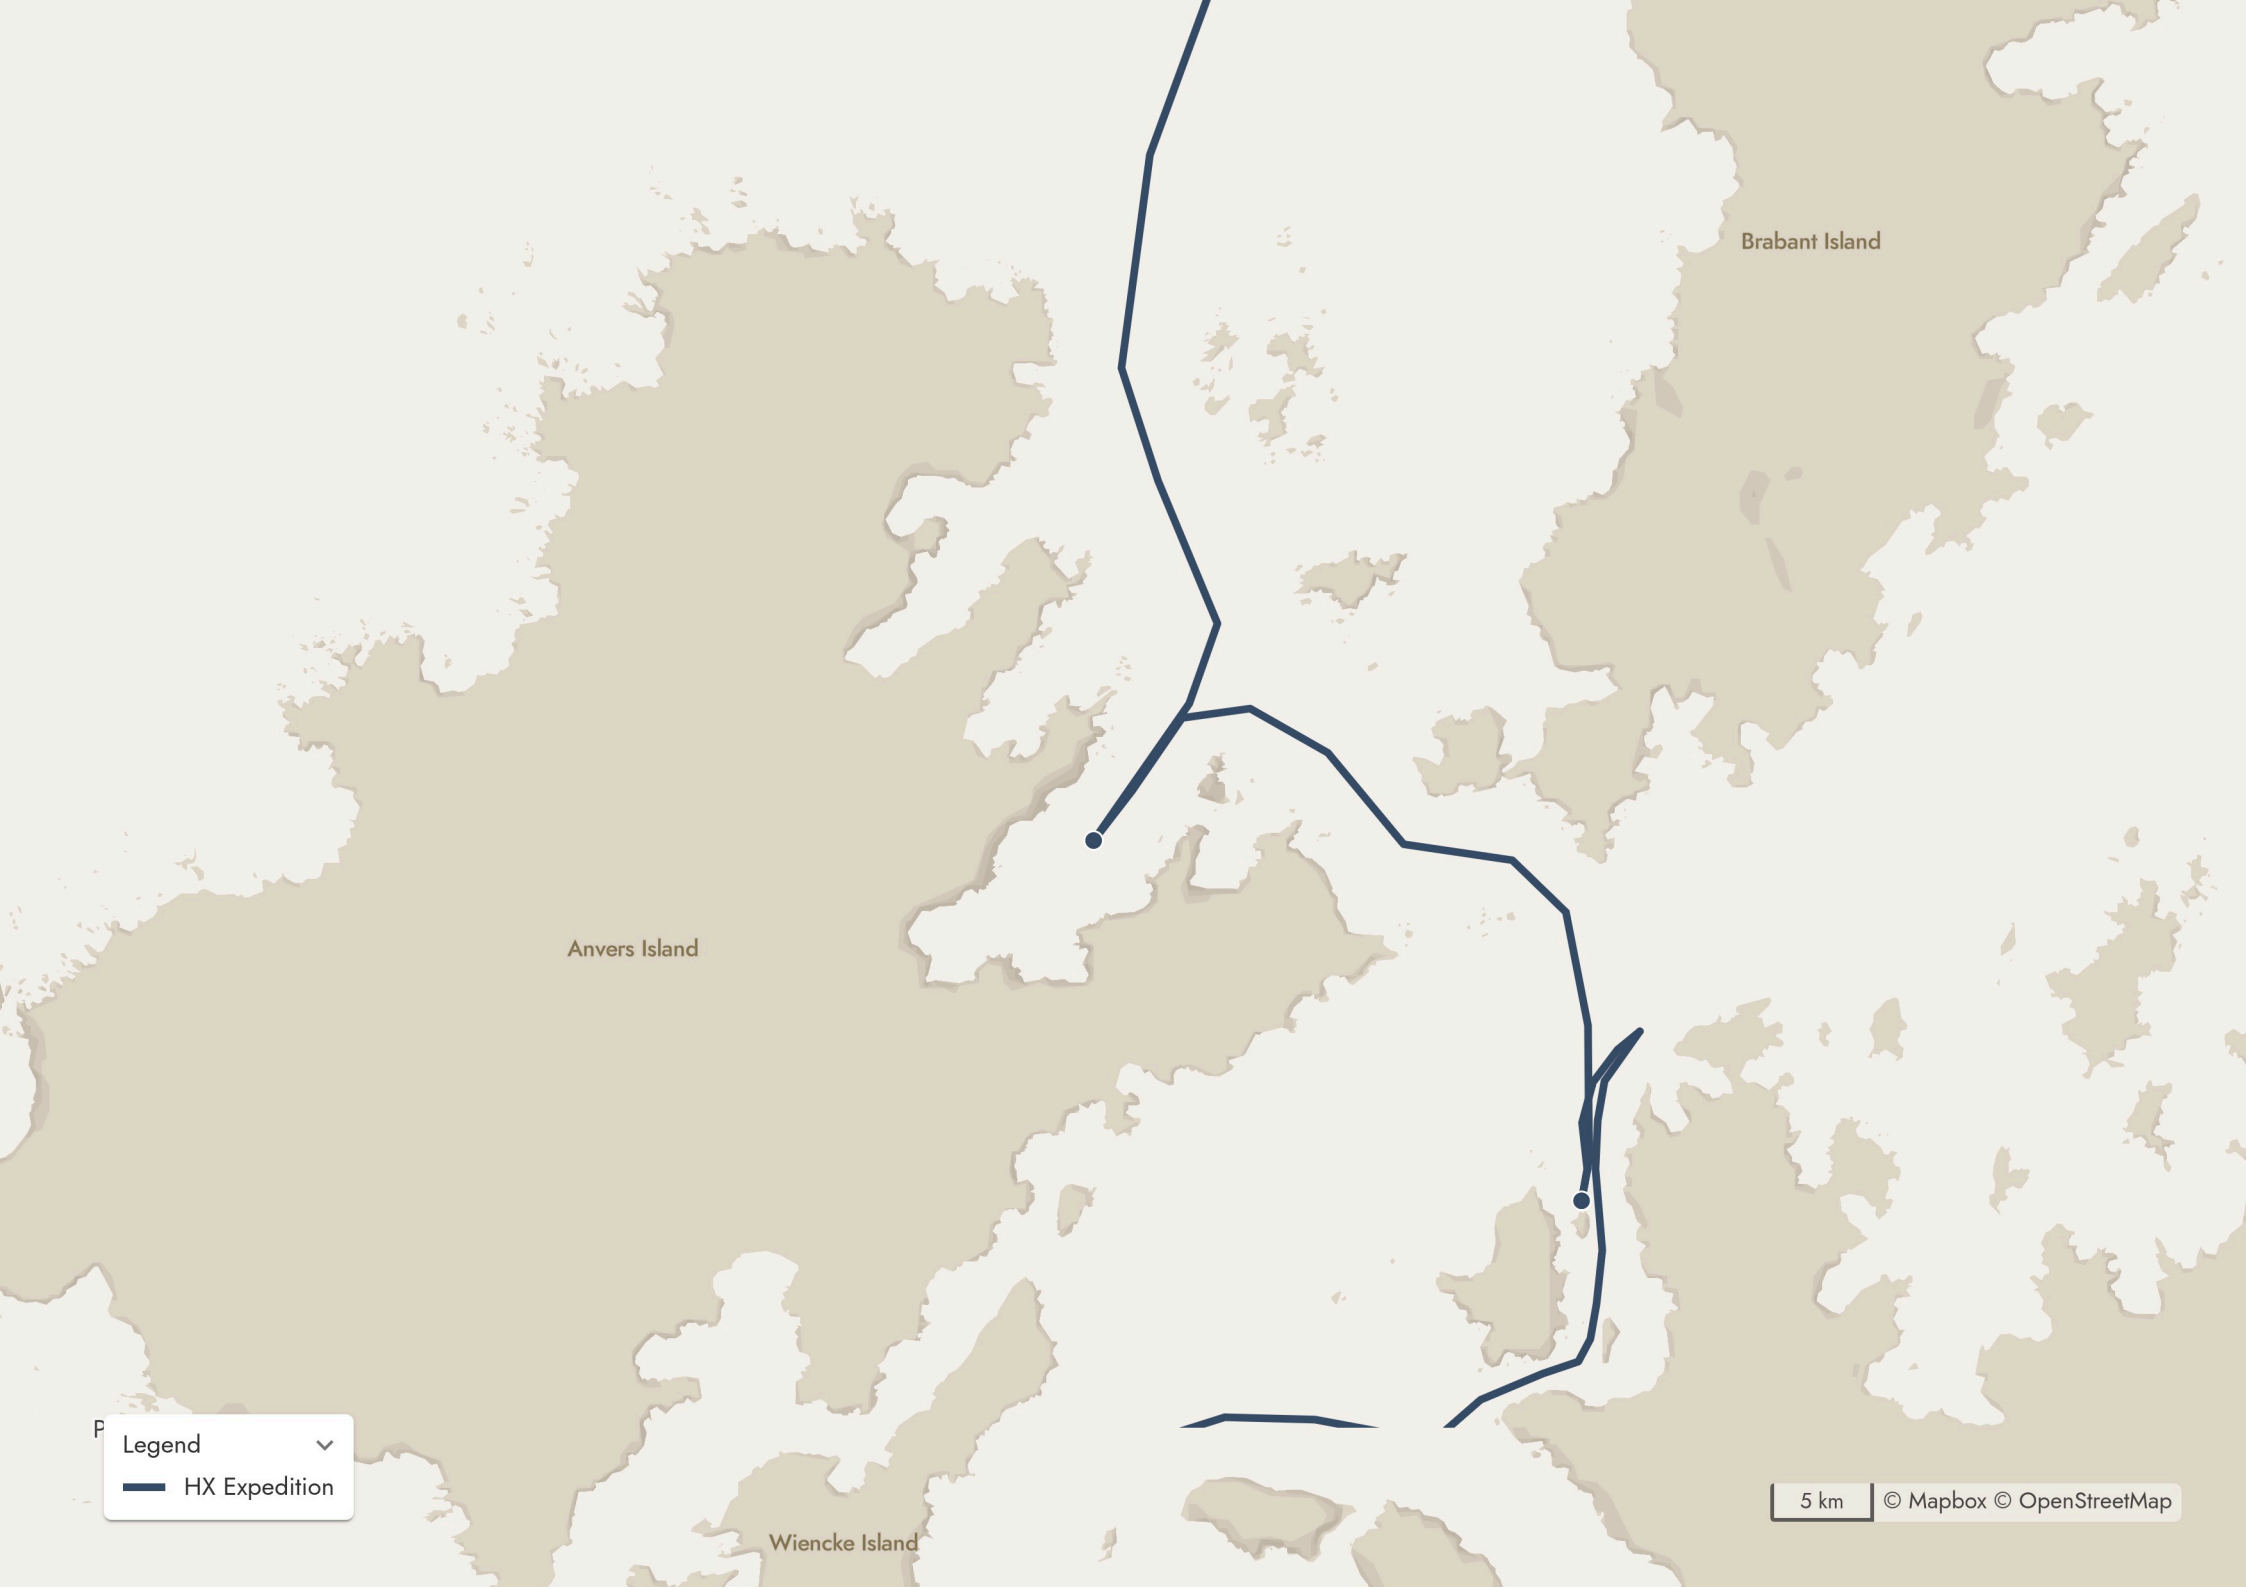 Brabant Island
Anvers Island
P
Legend
HX Expedition
5 km
© Mapbox © OpenStreetMap
Wiencke Island